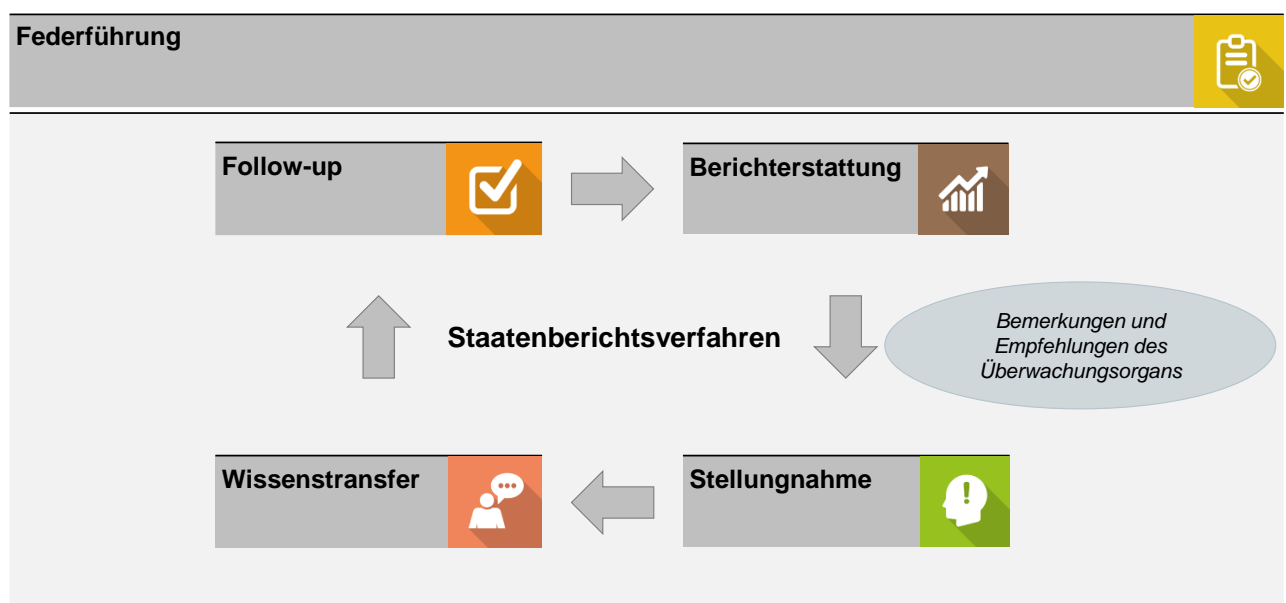 Federführung
Follow-up
Berichterstattung
Staatenberichtsverfahren
Bemerkungen und
Empfehlungen des
Überwachungsorgans
Wissenstransfer
Stellungnahme